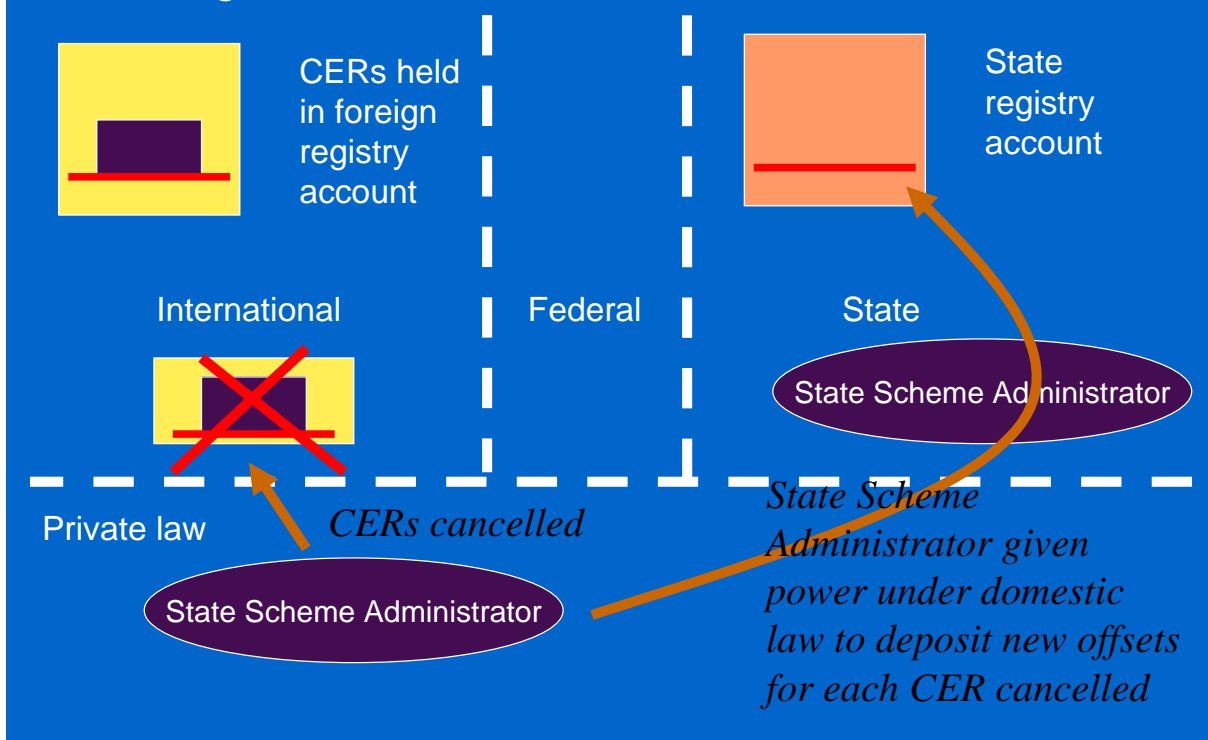 CERs held
in foreign
registry
account
State
registry
account
International
Federal
State
State Scheme Administrator
Private law
CERs cancelled
State Scheme Administrator
State Scheme
Administrator given
power under domestic
law to deposit new offsets
for each CER cancelled